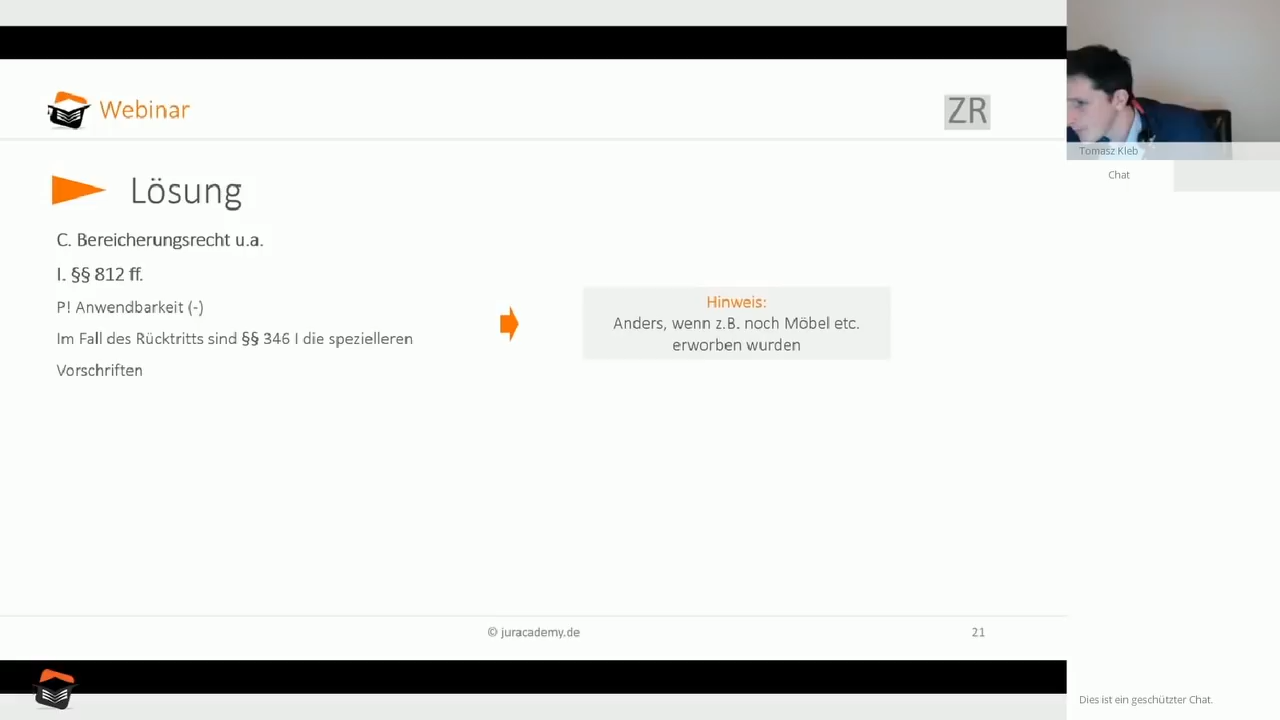 Webinar
ZR
Tomasz Kleb
Chat
Lösung
C. Bereicherungsrecht u.a.
I. §§ 812 ff.
P! Anwendbarkeit (-)
Im Fall des Rücktritts sind §§ 346 I die spezielleren
Vorschriften
Hinweis:
Anders, wenn z.B. noch Möbel etc.
erworben wurden
© juracademy.de
21
Dies ist ein geschützter Chat.